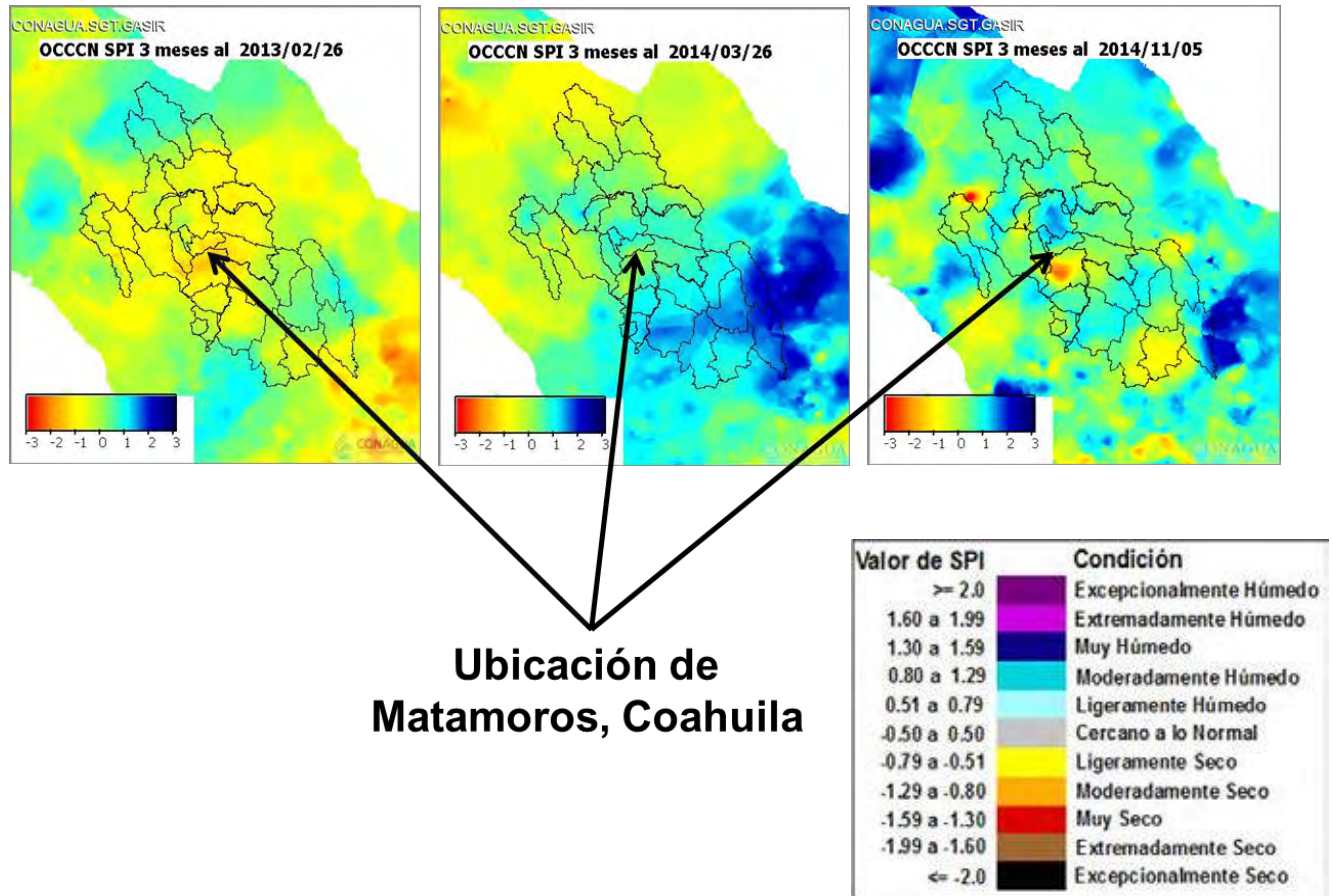 CONAGUA.SGT.GASIR
OCCCN SPI 3 meses al 2013/02/26
-3 -2 -1 0 1 2 3
CONAGUA
CONAGUA.SGT.GASIR
OCCCN SPI 3 meses al 2014/03/26
-3 -2 -1 0 1 2 3
CONAGUA
CONAGUA.SGT.GASIR
OCCCN SPI 3 meses al 2014/11/05
-3 -2 -1 0 1 2 3
CONAGUA
Ubicación de
Matamoros, Coahuila
Valor de SPI Condición
>= 2.0 Excepcionalmente Húmedo
1.60 a 1.99 Extremadamente Húmedo
1.30 a 1.59 Muy Húmedo
0.80 a 1.29 Moderadamente Húmedo
0.51 a 0.79 Ligeramente Húmedo
-0.50 a 0.50 Cercano a lo Normal
-0.79 a -0.51 Ligeramente Seco
-1.29 a -0.80 Moderadamente Seco
-1.59 a -1.30 Muy Seco
-1.99 a -1.60 Extremadamente Seco
<= -2.0 Excepcionalmente Seco